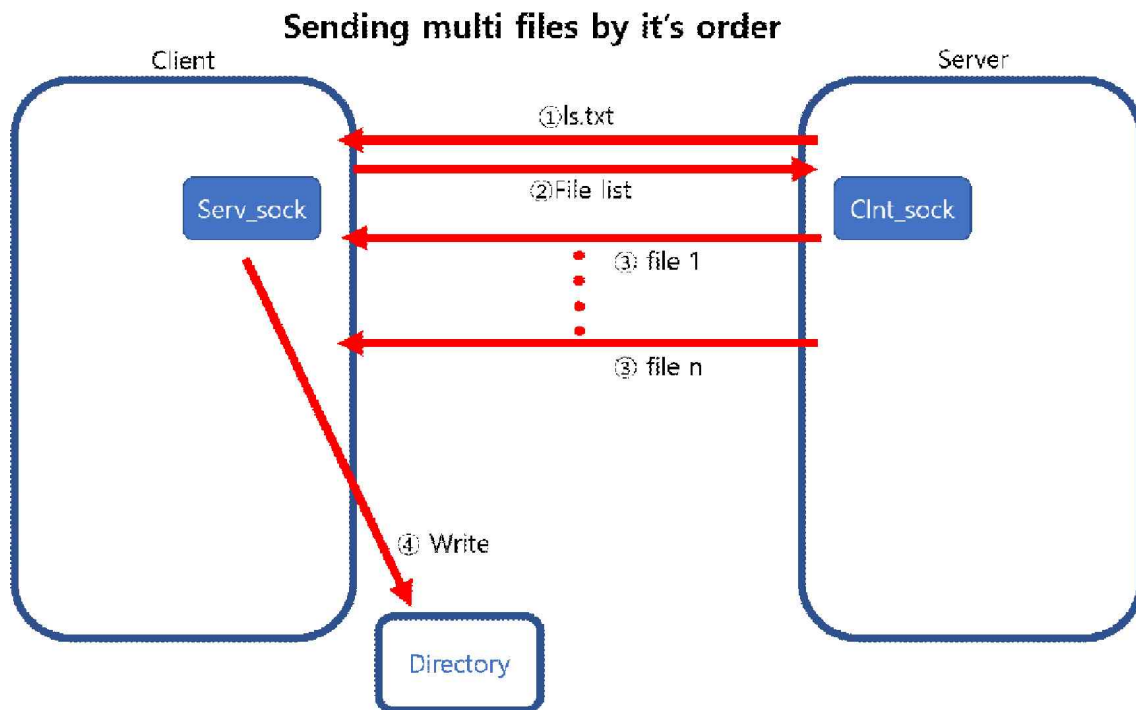 Sending multi files by it's order
Client
Server
①ls.txt
②File list
Serv_sock
Clnt_sock
③ file 1
③ file n
④ Write
Directory